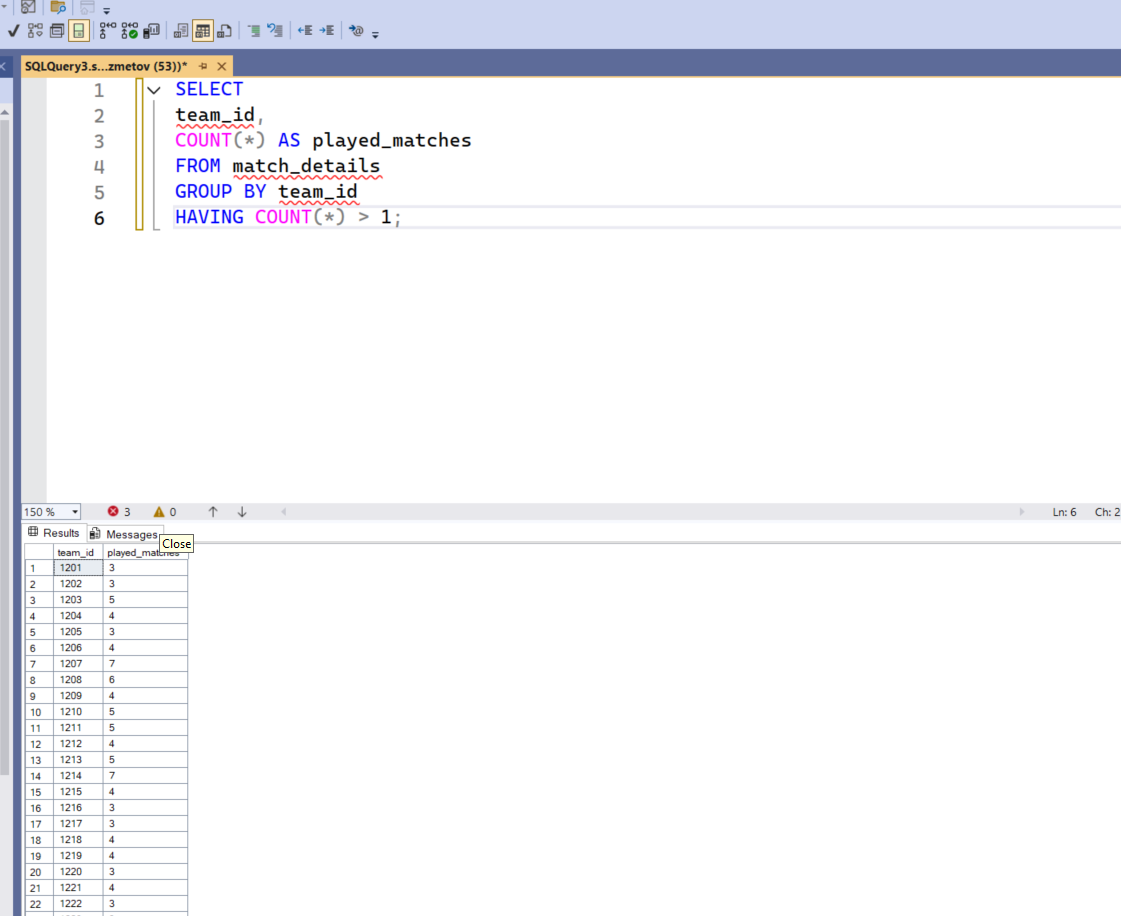 SQLQuery3.s...zmetov (53))*
1 SELECT
2 team_id,
3 COUNT(*) AS played_matches
4 FROM match_details
5 GROUP BY team_id
6 HAVING COUNT(*) > 1;
150 % 3 0 Ln: 6 Ch: 2
Results Messages
Close
team_id played_matches
1 1201 3
2 1202 3
3 1203 5
4 1204 4
5 1205 3
6 1206 4
7 1207 7
8 1208 6
9 1209 4
10 1210 5
11 1211 5
12 1212 4
13 1213 5
14 1214 7
15 1215 4
16 1216 3
17 1217 3
18 1218 4
19 1219 4
20 1220 3
21 1221 4
22 1222 3